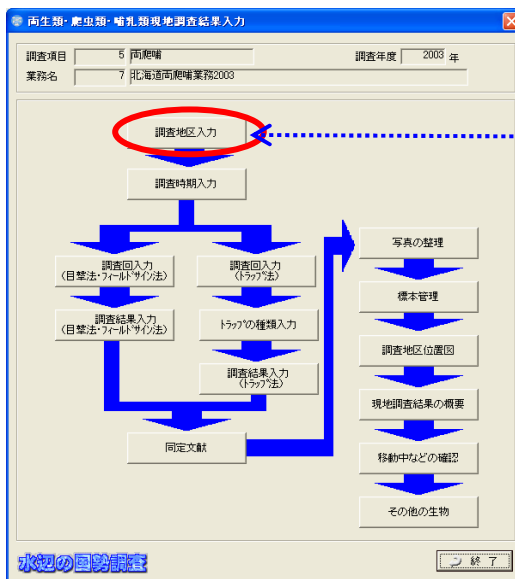 両生類・爬虫類・哺乳類現地調査結果入力
調査項目 5 両爬哺 調査年度 2003 年
業務名 7 北海道両爬哺業務2003
調査地区入力
調査時期入力
調査回入力
(目撃法・フィールドサイン法)
調査結果入力
(目撃法・フィールドサイン法)
調査回入力
(トラップ法)
トラップの種類入力
調査結果入力
(トラップ法)
同定文献
写真の整理
標本管理
調査地区位置図
現地調査結果の概要
移動中などの確認
その他の生物
水辺の国勢調査
終了